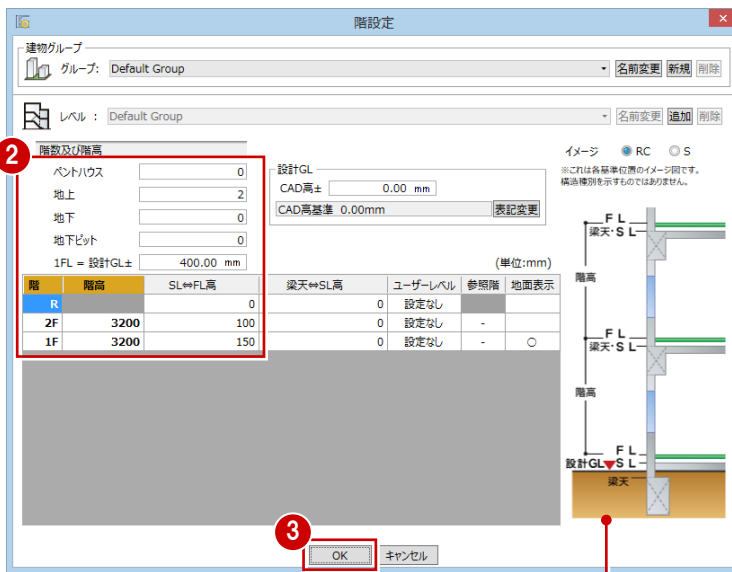 階設定
建物グループ
グループ: Default Group 名前変更 新規 削除
レベル : Default Group 名前変更 追加 削除
2
階数及び階高
ペントハウス 0
地上 2
地下 0
地下ピット 0
1FL = 設計GL± 400.00 mm
設計GL
CAD高± 0.00 mm
CAD高基準 0.00mm 表記変更
イメージ RC S
※これは各基準位置のイメージ図です。
構造種別を示すものではありません。
(単位:mm)
階 階高 SL⇔FL高 梁天⇔SL高 ユーザーレベル 参照階 地面表示
R 0 0 設定なし
2F 3200 100 0 設定なし -
1F 3200 150 0 設定なし - ○
FL
梁天・SL
階高
FL
梁天・SL
階高
FL
設計GL▼SL
梁天
3
OK キャンセル